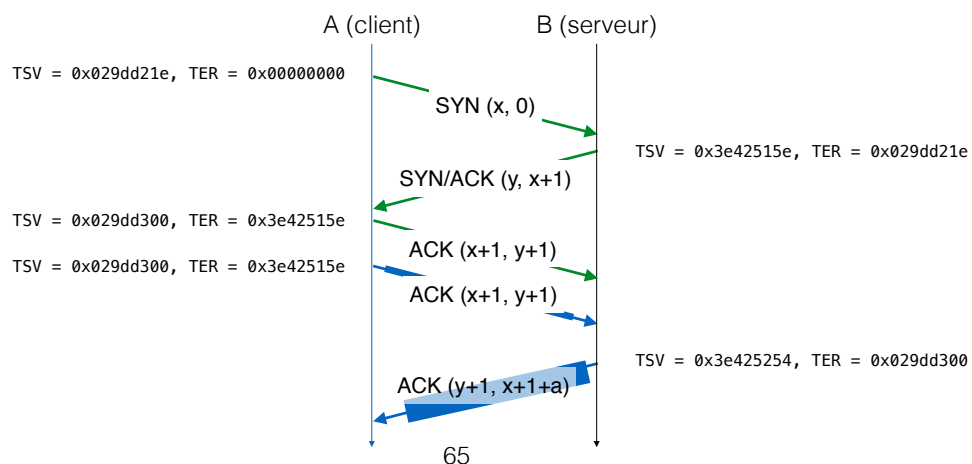 A (client)
B (serveur)
TSV = 0x029dd21e, TER = 0x00000000
SYN (x, 0)
TSV = 0x3e42515e, TER = 0x029dd21e
SYN/ACK (y, x+1)
TSV = 0x029dd300, TER = 0x3e42515e
ACK (x+1, y+1)
TSV = 0x029dd300, TER = 0x3e42515e
ACK (x+1, y+1)
TSV = 0x3e425254, TER = 0x029dd300
ACK (y+1, x+1+a)
65